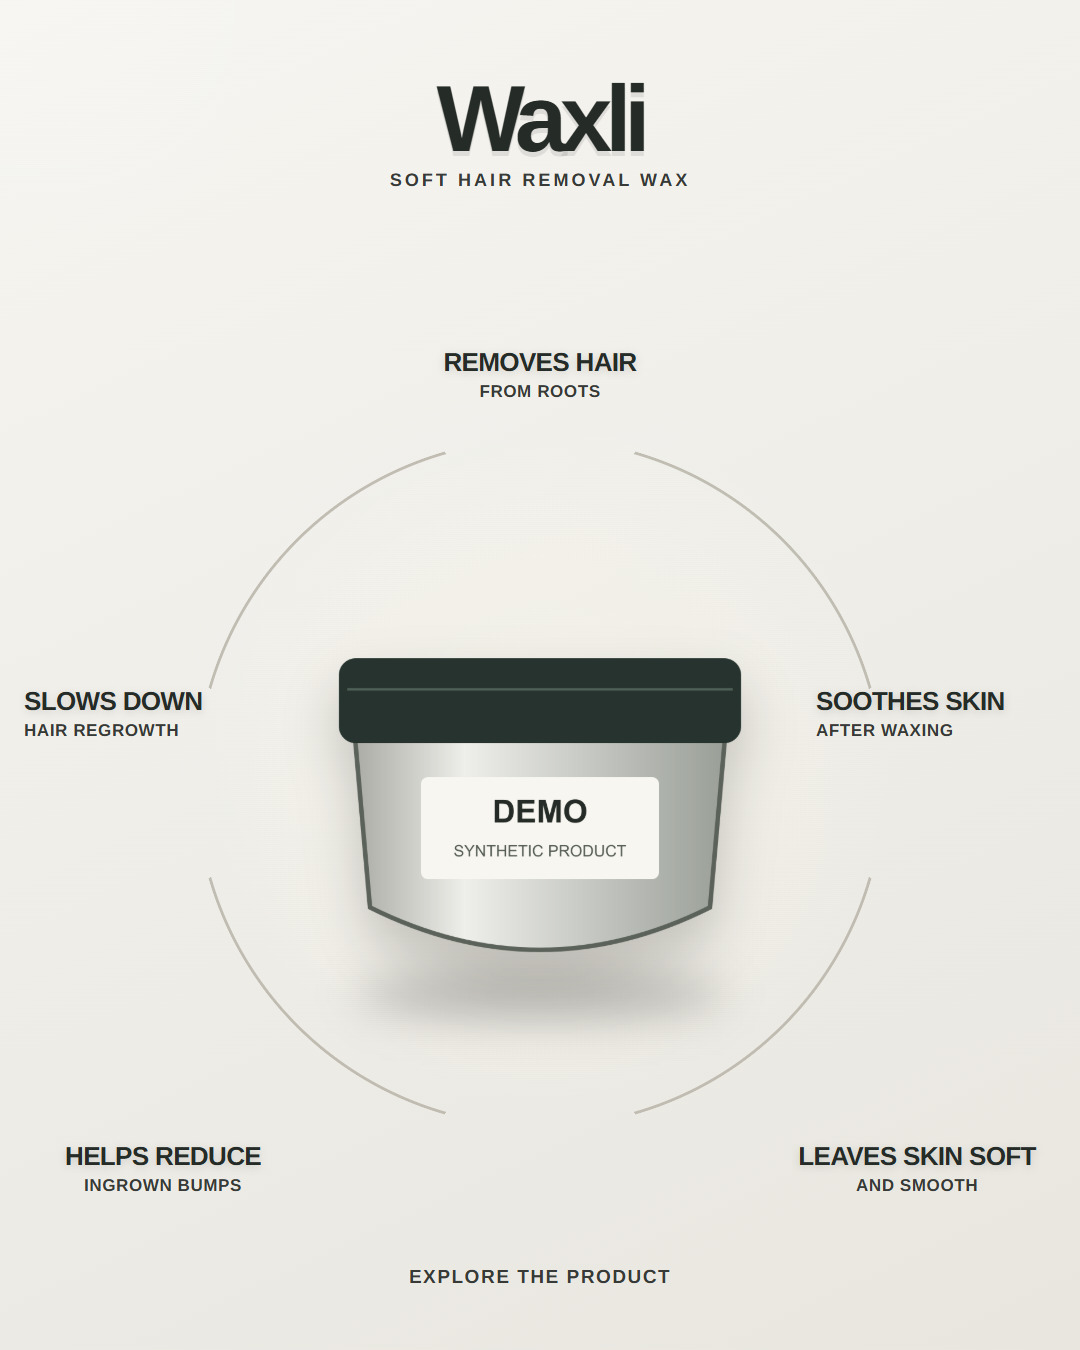 Waxli
SOFT HAIR REMOVAL WAX
REMOVES HAIR
FROM ROOTS
SLOWS DOWN
HAIR REGROWTH
SOOTHES SKIN
AFTER WAXING
DEMO
SYNTHETIC PRODUCT
HELPS REDUCE
INGROWN BUMPS
LEAVES SKIN SOFT
AND SMOOTH
EXPLORE THE PRODUCT